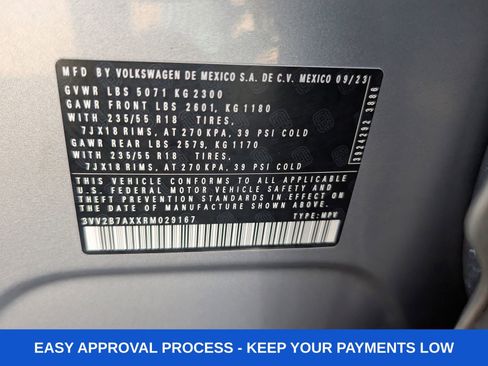 MFD. BY VOLKSWAGEN DE MEXICO S.A. DE C.V. MEXICO 09/23
GVWR LBS 5071 KG 2300
GAWR FRONT LBS 2601, KG 1180
WITH 235/55 R18 TIRES,
7JX18 RIMS, AT 270 KPA, 39 PSI COLD
GAWR REAR LBS 2579, KG 1170
WITH 235/55 R18 TIRES,
7JX18 RIMS, AT 270 KPA, 39 PSI COLD
THIS VEHICLE CONFORMS TO ALL APPLICABLE
U.S. FEDERAL MOTOR VEHICLE SAFETY AND
THEFT PREVENTION STANDARDS IN EFFECT ON
THE DATE OF MANUFACTURE SHOWN ABOVE.
3VV2B7AXXRM029167 TYPE: MPV
3924292 3886
EASY APPROVAL PROCESS - KEEP YOUR PAYMENTS LOW